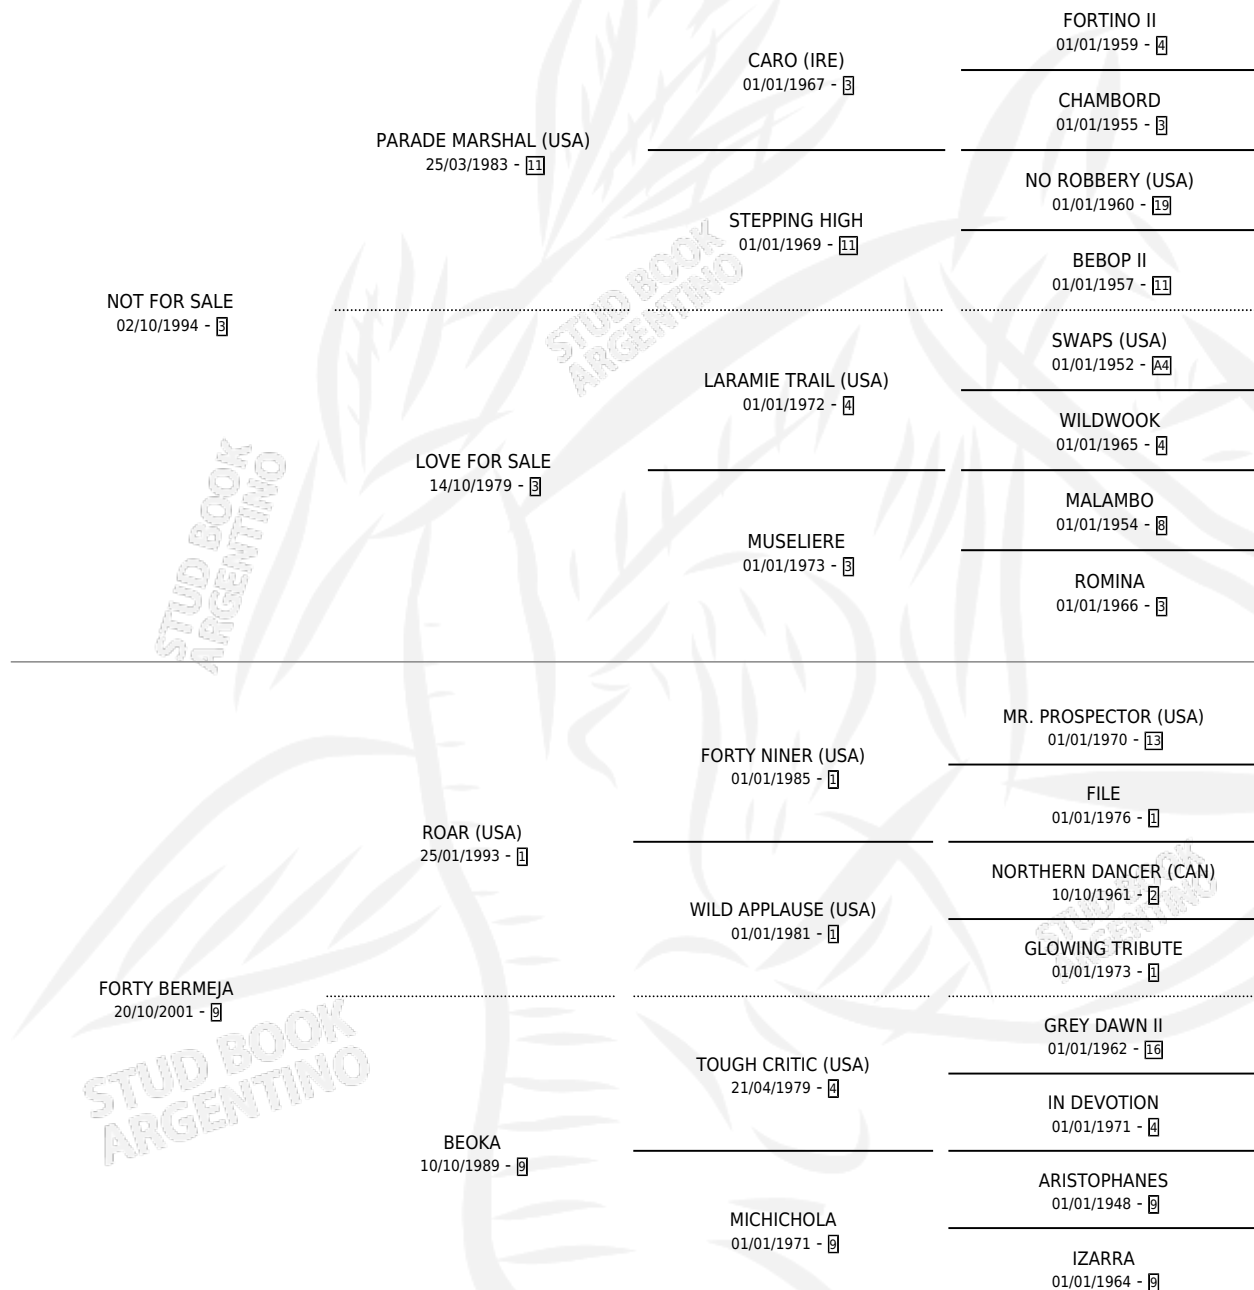 FORTINO II
01/01/1959 - 4
CARO (IRE)
01/01/1967 - 3
CHAMBORD
01/01/1955 - 3
PARADE MARSHAL (USA)
25/03/1983 - 11
NO ROBBERY (USA)
01/01/1960 - 19
STEPPING HIGH
01/01/1969 - 11
BEBOP II
01/01/1957 - 11
NOT FOR SALE
02/10/1994 - 3
STUD BOOK
ARGENTINO
SWAPS (USA)
01/01/1952 - A4
LARAMIE TRAIL (USA)
01/01/1972 - 4
WILDWOOK
01/01/1965 - 4
LOVE FOR SALE
14/10/1979 - 3
MALAMBO
01/01/1954 - 8
MUSELIERE
01/01/1973 - 3
ROMINA
01/01/1966 - 3
STUD BOOK
ARGENTINO
MR. PROSPECTOR (USA)
01/01/1970 - 13
FORTY NINER (USA)
01/01/1985 - 1
FILE
01/01/1976 - 1
ROAR (USA)
25/01/1993 - 1
NORTHERN DANCER (CAN)
10/10/1961 - 2
WILD APPLAUSE (USA)
01/01/1981 - 1
STUD BOOK
ARGENTINO
GLOWING TRIBUTE
01/01/1973 - 1
FORTY BERMEJA
20/10/2001 - 9
GREY DAWN II
01/01/1962 - 16
STUD BOOK
ARGENTINO
TOUGH CRITIC (USA)
21/04/1979 - 4
IN DEVOTION
01/01/1971 - 4
BEOKA
10/10/1989 - 9
ARISTOPHANES
01/01/1948 - 9
MICHICHOLA
01/01/1971 - 9
IZARRA
01/01/1964 - 9